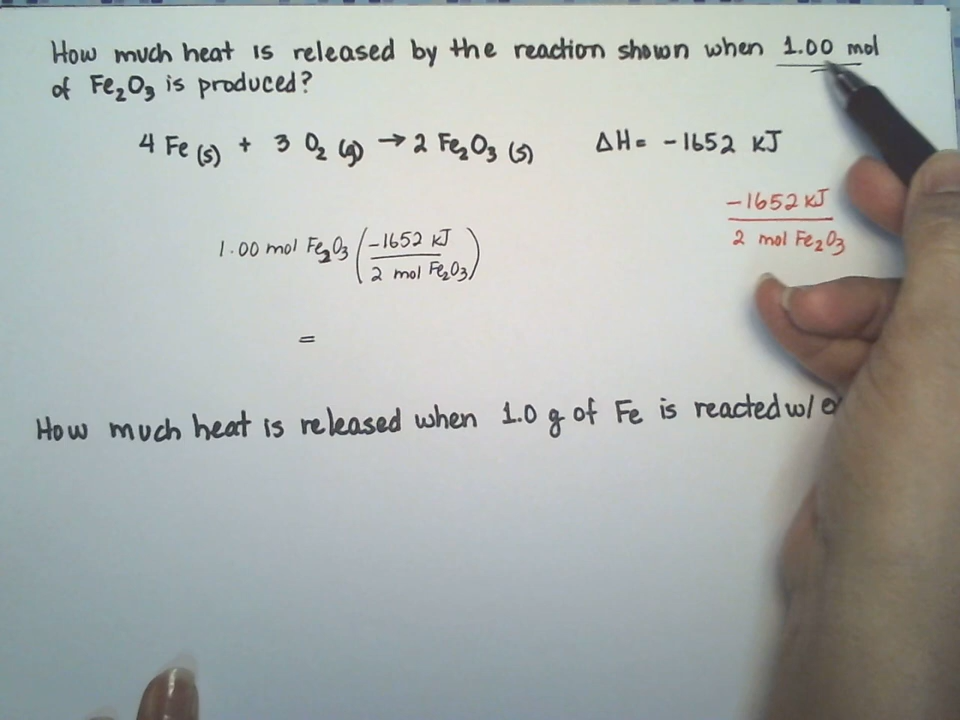 How much heat is released by the reaction shown when 1.00 mol
of Fe2O3 is produced?
4 Fe (s) + 3 O2 (g) → 2 Fe2O3 (s) ΔH = -1652 KJ
-1652 KJ
2 mol Fe2O3
1.00 mol Fe2O3 (-1652 KJ / 2 mol Fe2O3)
=
How much heat is released when 1.0 g of Fe is reacted w/